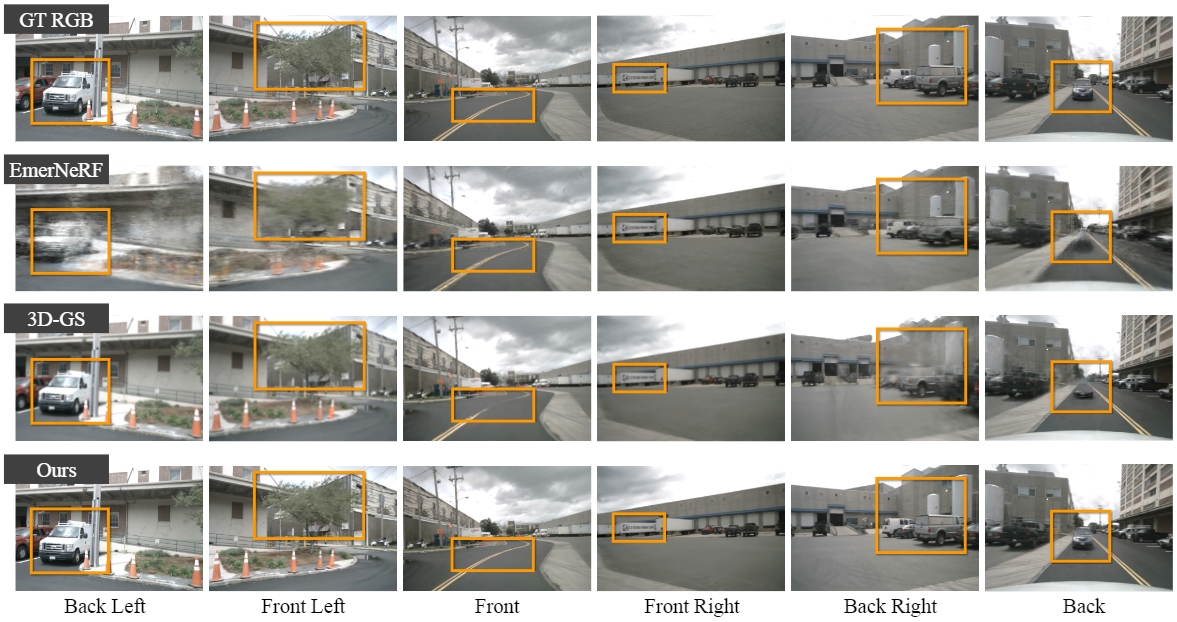 GT RGB
EmerNeRF
3D-GS
Ours
Back Left
Front Left
Front
Front Right
Back Right
Back